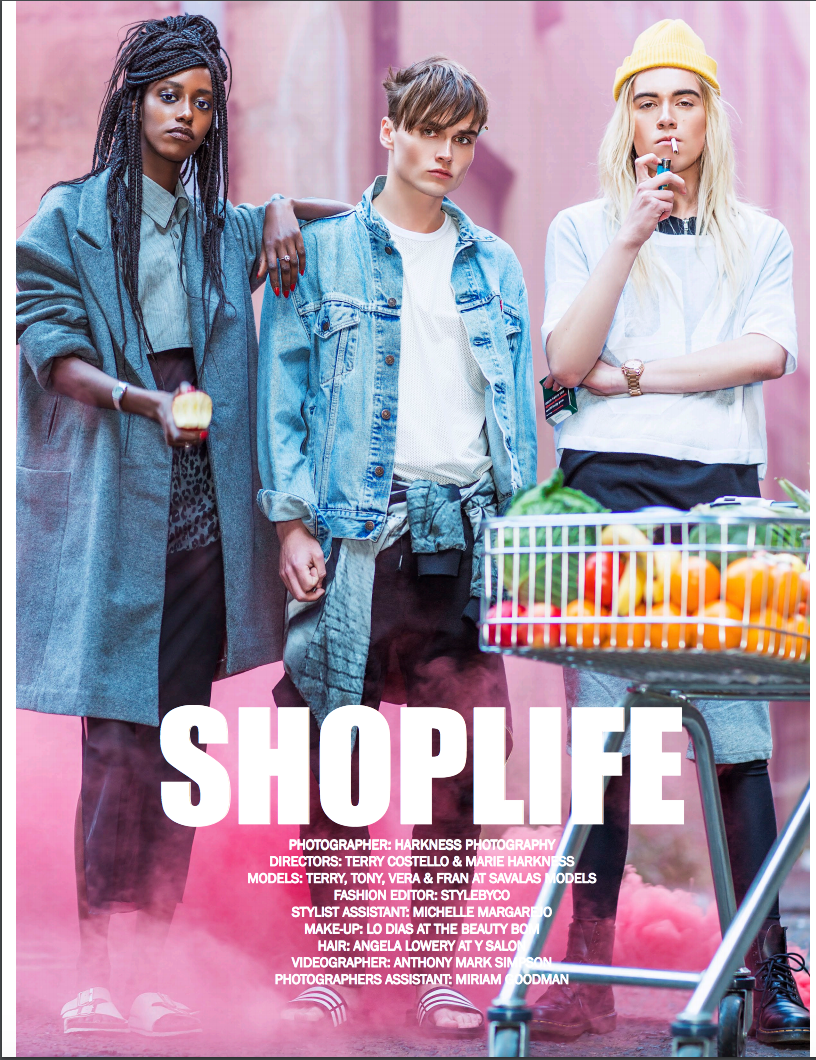 SHOPLIFE
PHOTOGRAPHER: HARKNESS PHOTOGRAPHY
DIRECTORS: TERRY COSTELLO & MARIE HARKNESS
MODELS: TERRY, TONY, VERA & FRAN AT SAVALAS MODELS
FASHION EDITOR: STYLEBYCO
STYLIST ASSISTANT: MICHELLE MARGAREJO
MAKE-UP: LO DIAS AT THE BEAUTY
HAIR: ANGELA LOWERY AT Y SALON
VIDEOGRAPHER: ANTHONY MARK SIMPSON
PHOTOGRAPHERS ASSISTANT: MIRIAM GOODMAN